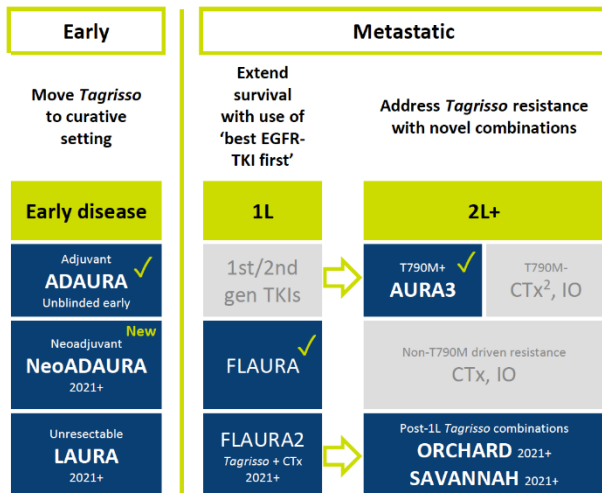 Early
Metastatic
Move Tagrisso
to curative
setting
Extend
survival
with use of
‘best EGFR-
TKI first’
Address Tagrisso resistance
with novel combinations
Early disease
1L
2L+
Adjuvant
ADAURA
Unblinded early
1st/2nd
gen TKIs
T790M+
AURA3
T790M-
CTx², IO
New
Neoadjuvant
NeoADAURA
2021+
FLAURA
Non-T790M driven resistance
CTx, IO
Unresectable
LAURA
2021+
FLAURA2
Tagrisso + CTx
2021+
Post-1L Tagrisso combinations
ORCHARD 2021+
SAVANNAH 2021+